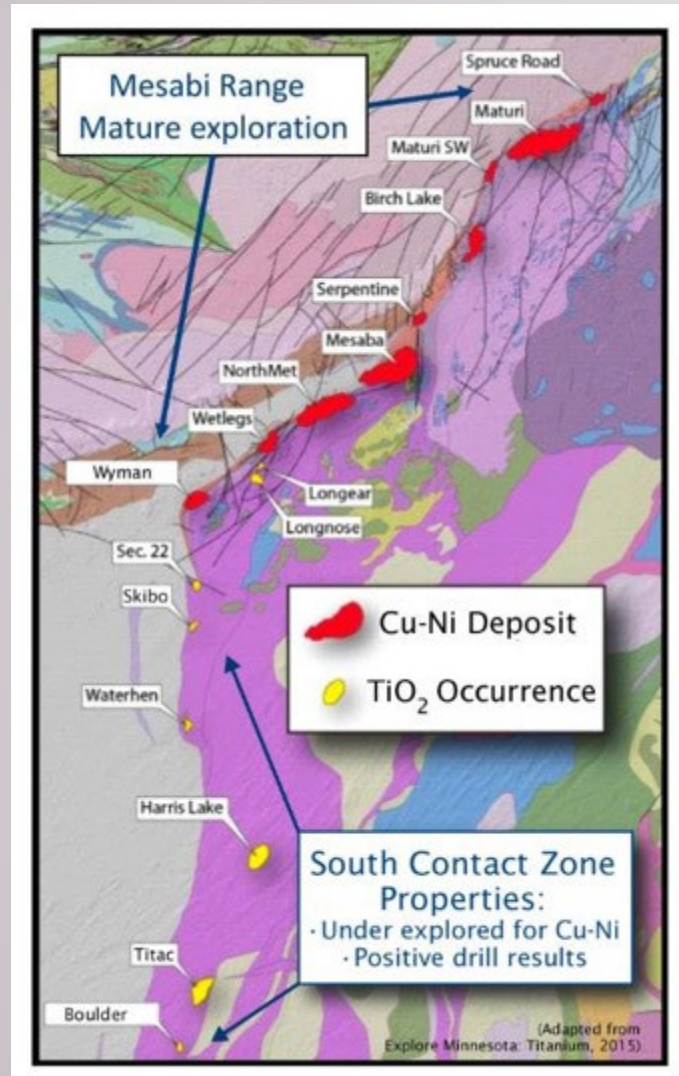 Mesabi Range
Mature exploration
Spruce Road
Maturi
Maturi SW
Birch Lake
Serpentine
Mesaba
NorthMet
Wetlegs
Wyman
Longear
Longnose
Sec. 22
Skibo
Cu-Ni Deposit
TiO₂ Occurrence
Waterhen
Harris Lake
South Contact Zone
Properties:
· Under explored for Cu-Ni
· Positive drill results
Titac
Boulder
(Adapted from
Explore Minnesota: Titanium, 2015)